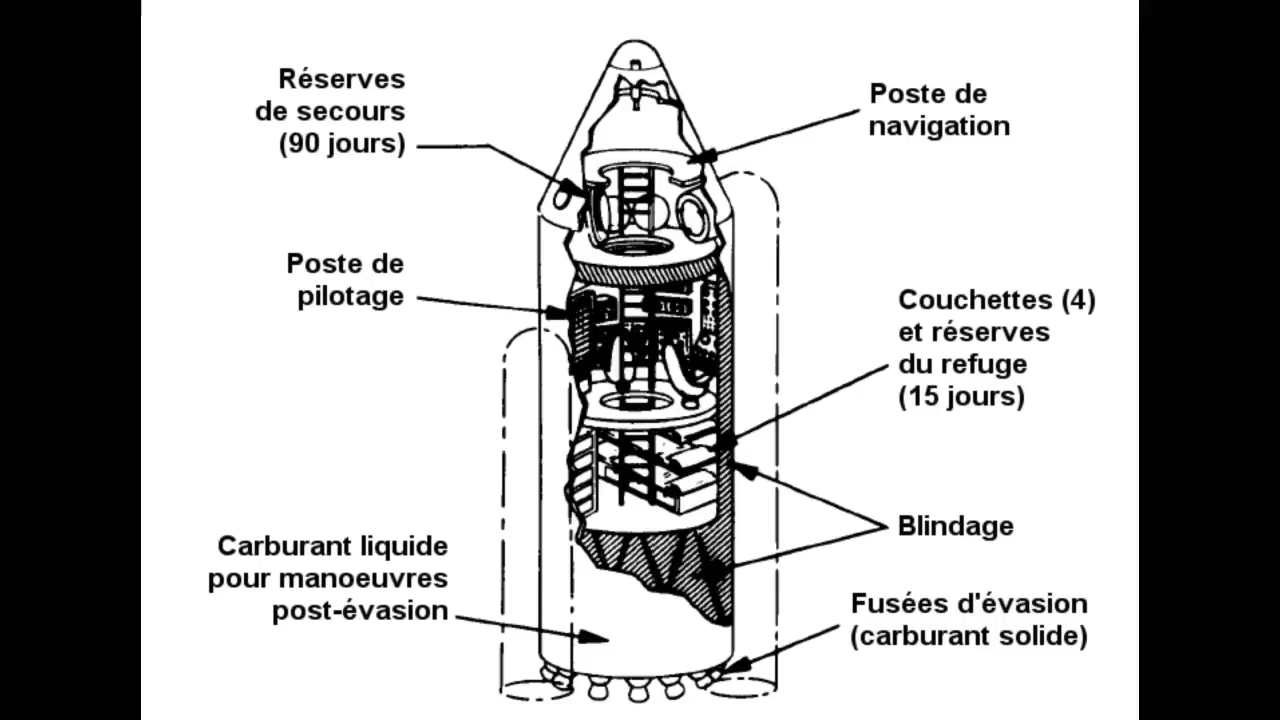 Réserves
de secours
(90 jours)
Poste de
navigation
Poste de
pilotage
Couchettes (4)
et réserves
du refuge
(15 jours)
Blindage
Carburant liquide
pour manoeuvres
post-évasion
Fusées d'évasion
(carburant solide)